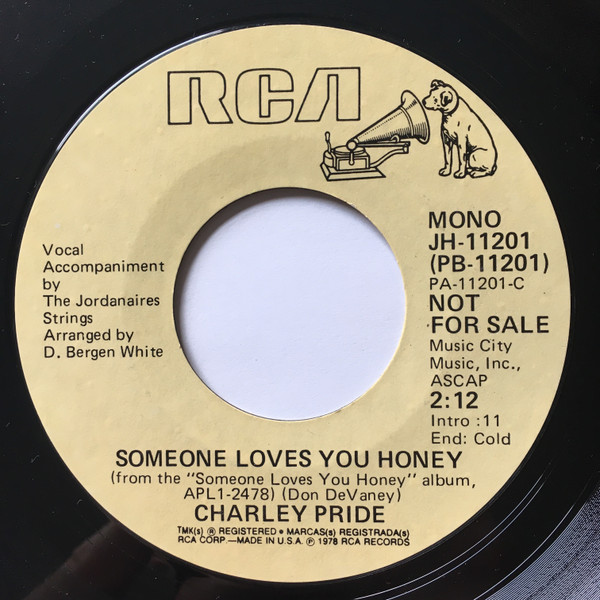 RCA
Vocal
Accompaniment
by
The Jordanaires
Strings
Arranged by
D. Bergen White
MONO
JH-11201
(PB-11201)
PA-11201-C
NOT
FOR SALE
Music City
Music, Inc.,
ASCAP
2:12
Intro :11
End: Cold
SOMEONE LOVES YOU HONEY
(from the "Someone Loves You Honey" album,
APL1-2478) (Don DeVaney)
CHARLEY PRIDE
TMK(s) ® REGISTERED • MARCAS(s) REGISTRADA(s)
RCA CORP.—MADE IN U.S.A. ℗ 1978 RCA RECORDS